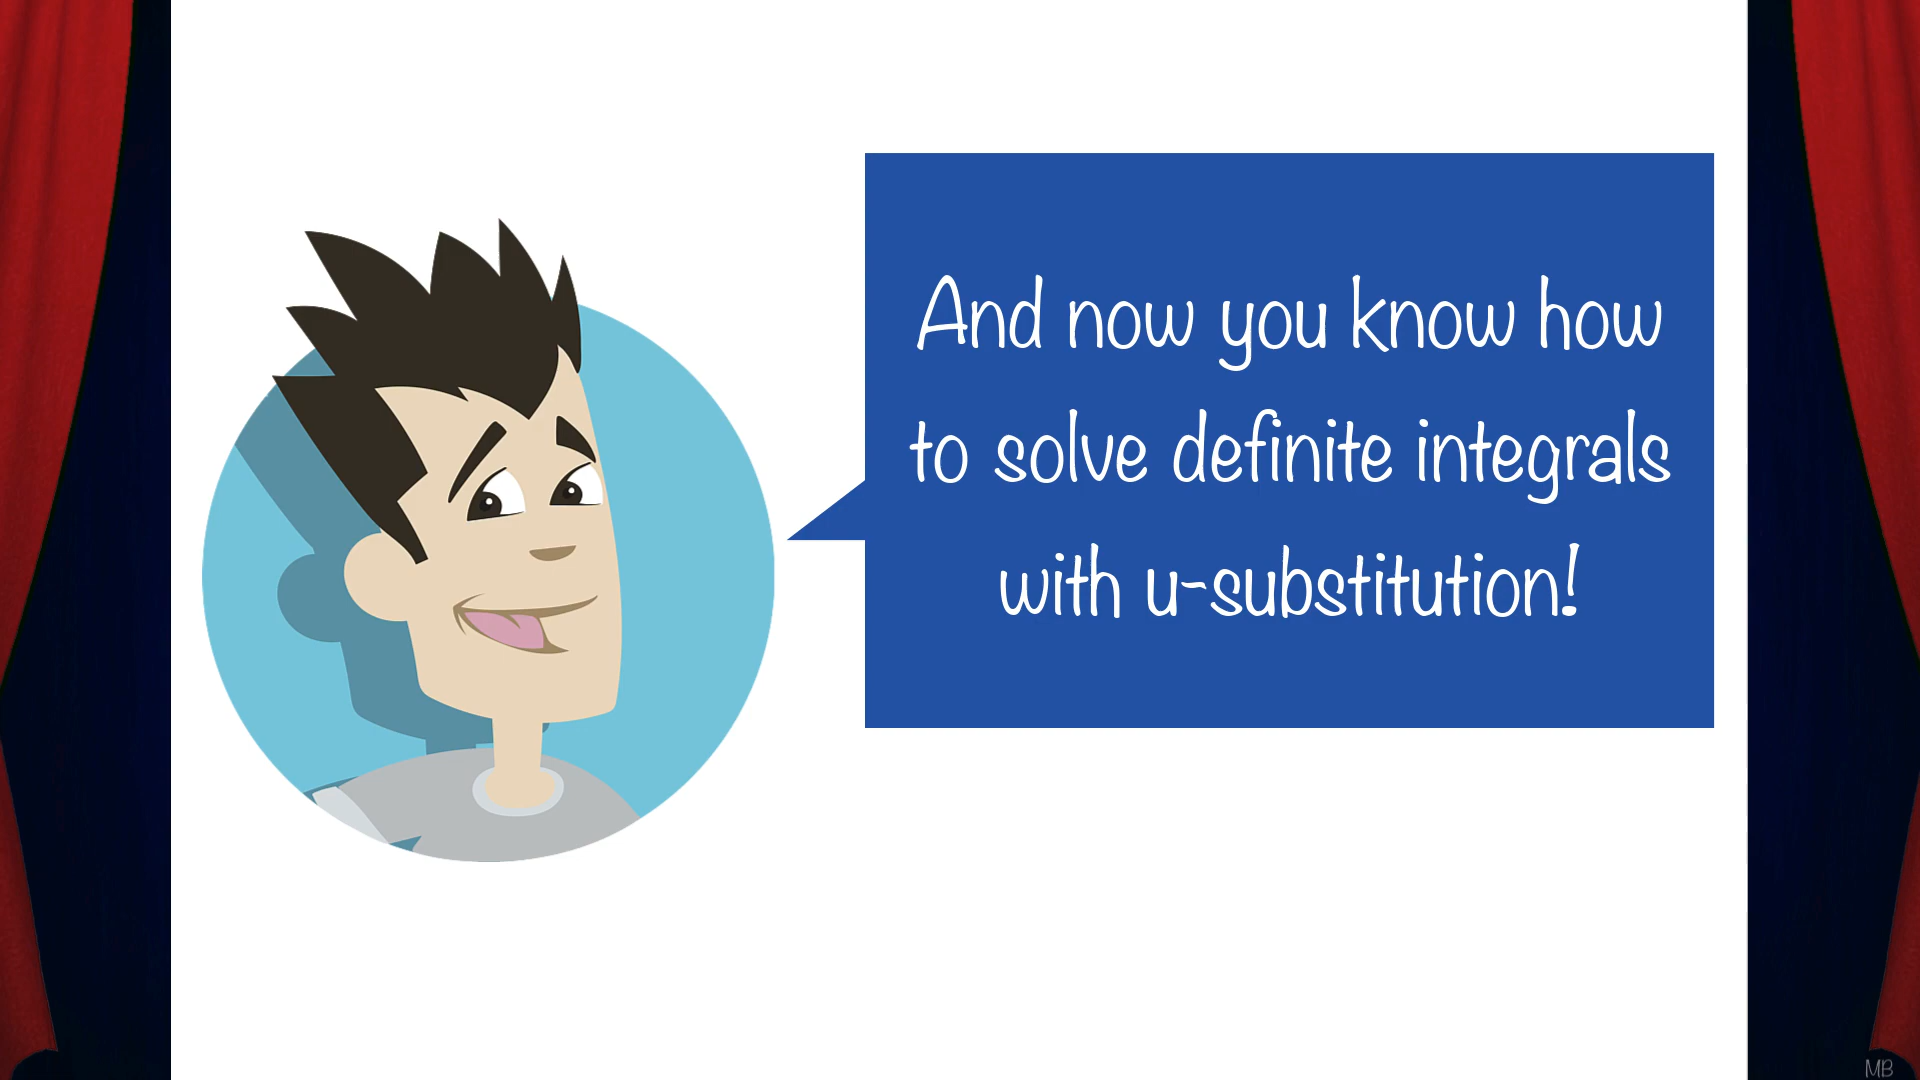 And now you know how
to solve definite integrals
with u-substitution!
MB